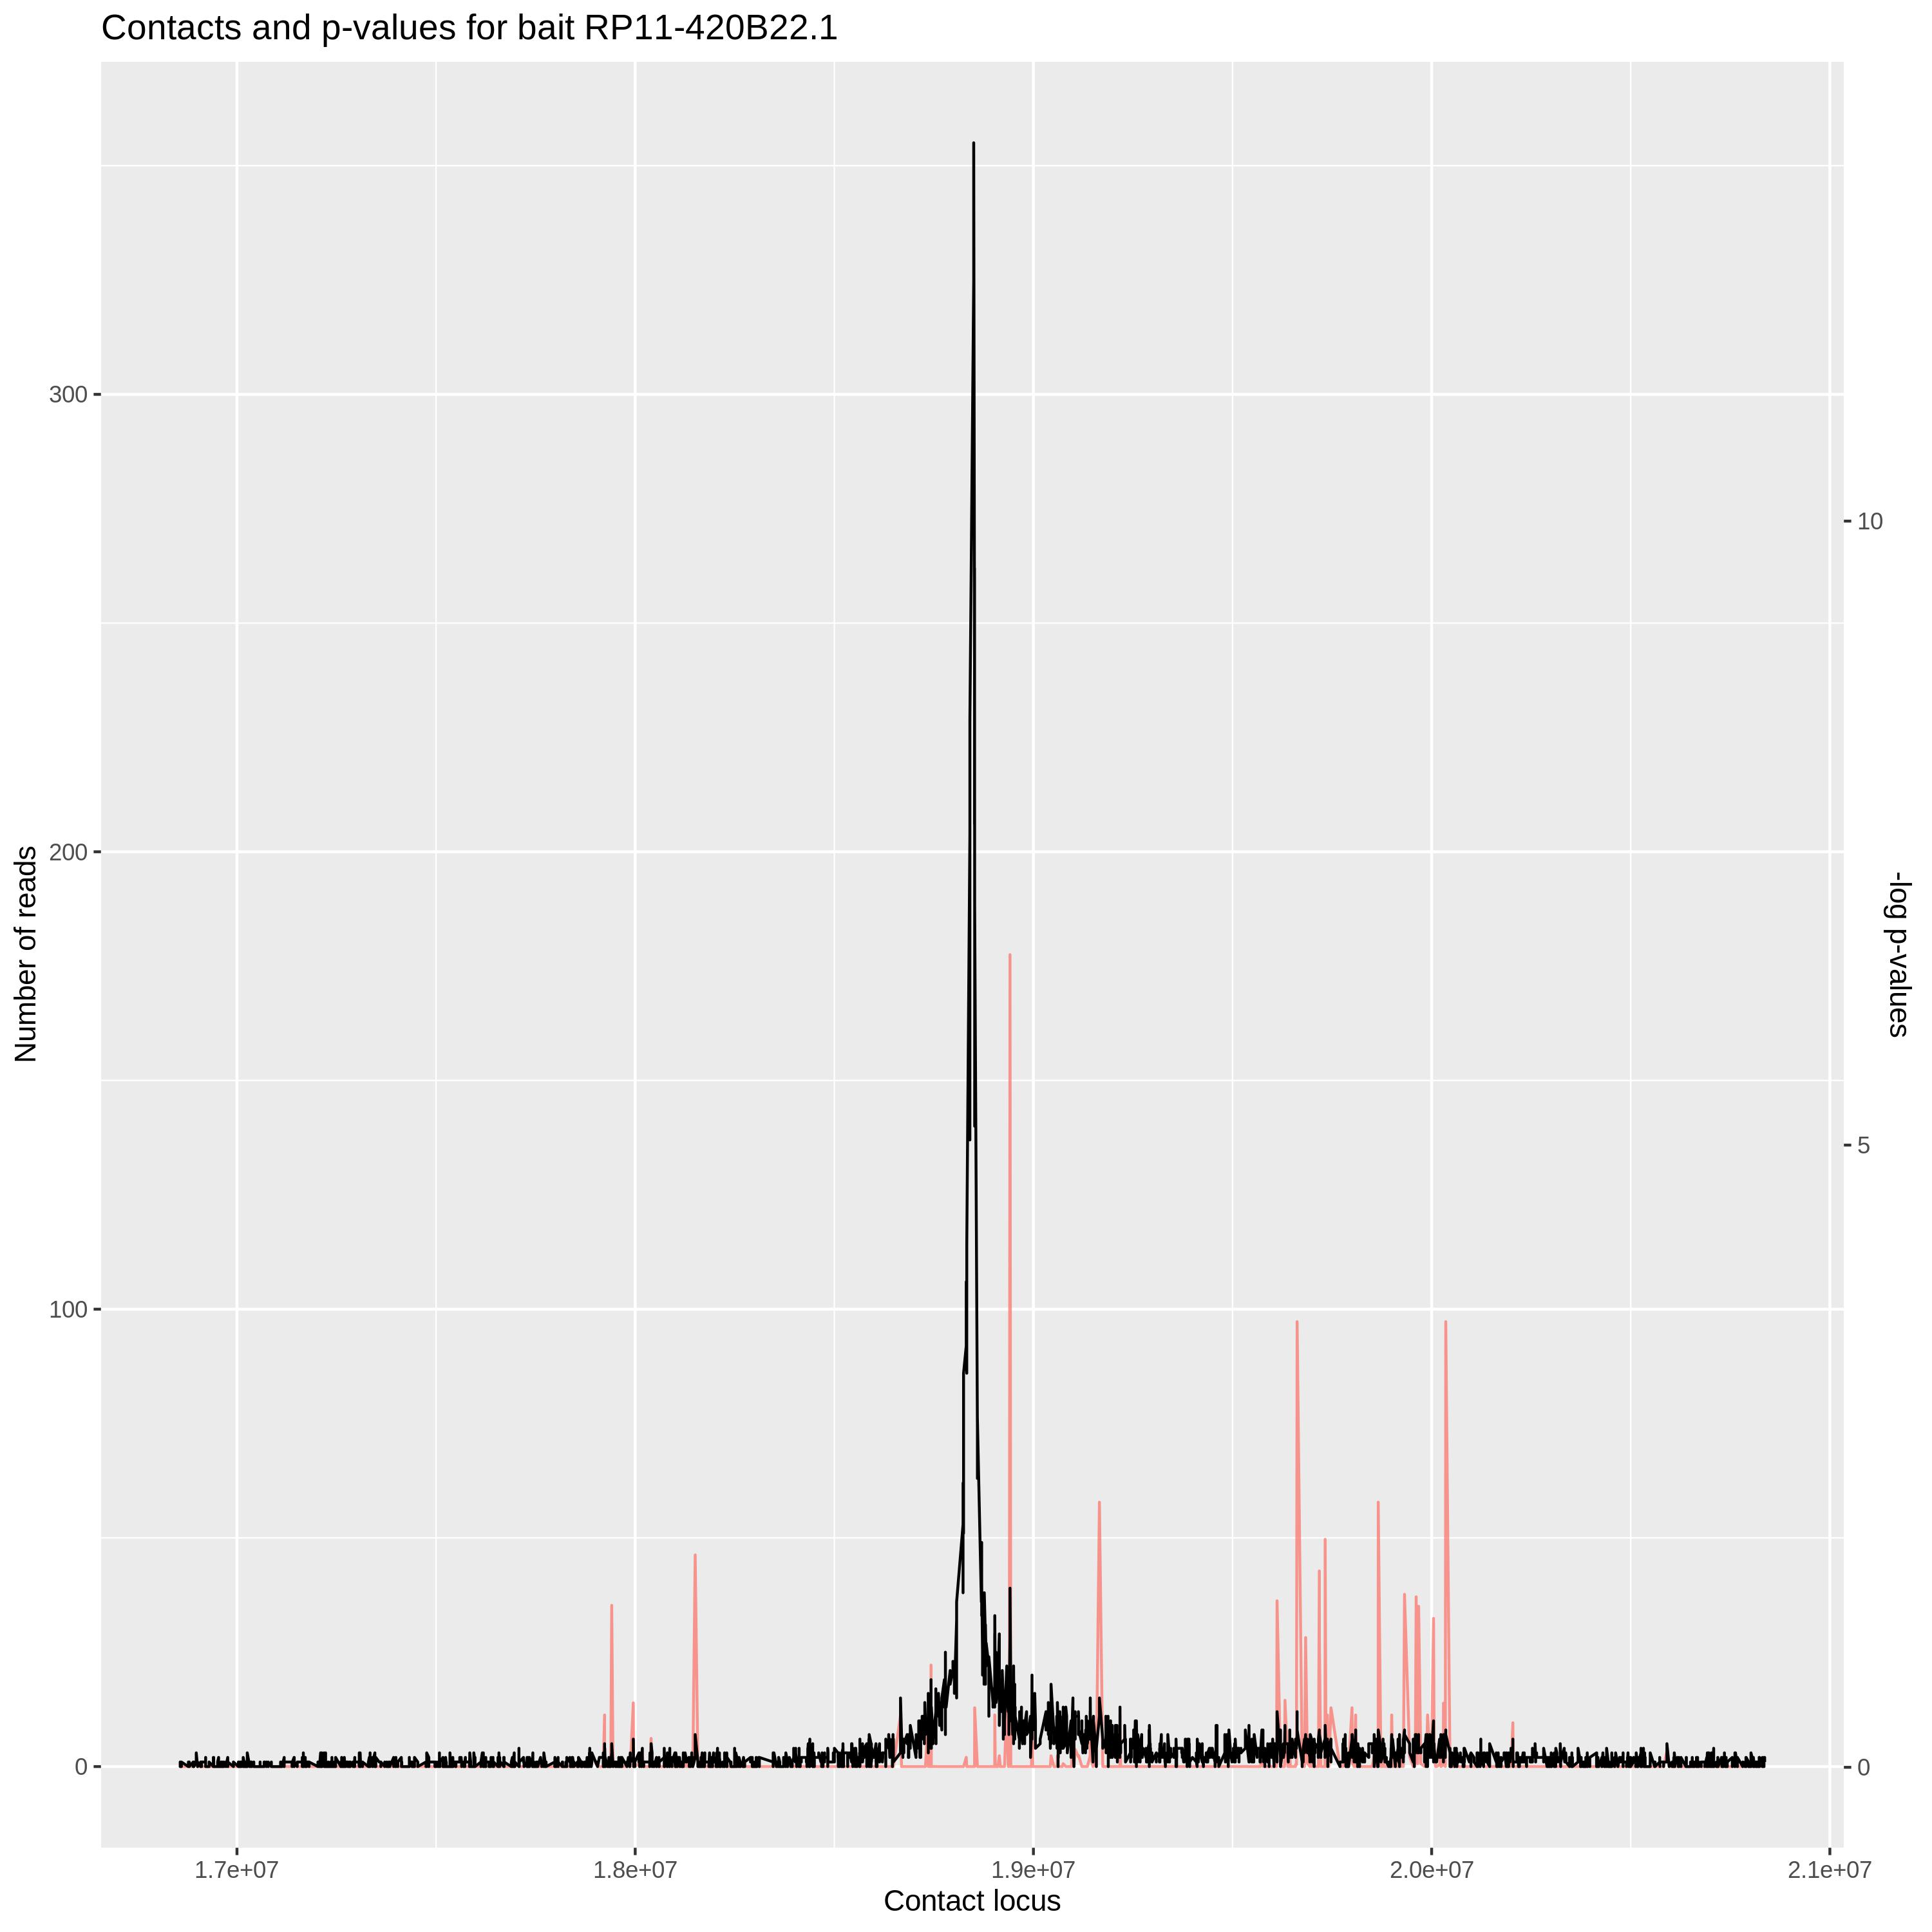 Contacts and p-values for bait RP11-420B22.1
300
200
100
0
Number of reads
10
5
0
-log p-values
1.7e+07
1.8e+07
1.9e+07
2.0e+07
2.1e+07
Contact locus